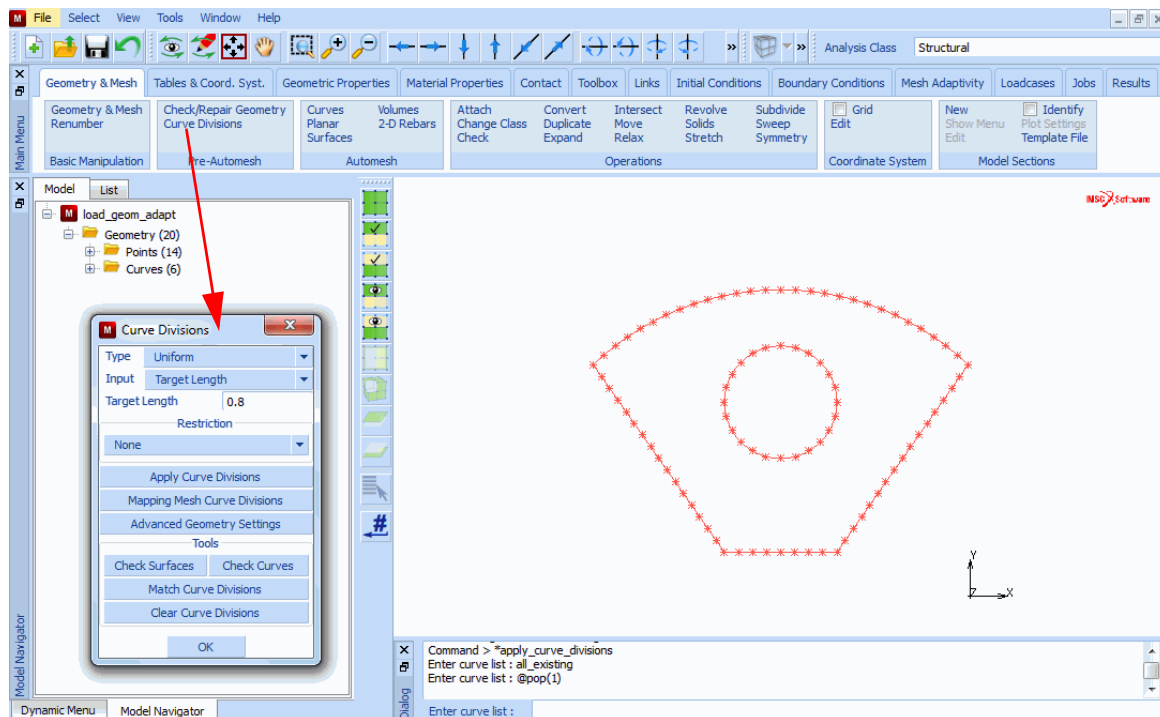 File Select View Tools Window Help
Analysis Class Structural
Geometry & Mesh Tables & Coord. Syst. Geometric Properties Material Properties Contact Toolbox Links Initial Conditions Boundary Conditions Mesh Adaptivity Loadcases Jobs Results
Main Menu
Geometry & Mesh
Renumber
Basic Manipulation
Check/Repair Geometry
Curve Divisions
Pre-Automesh
Curves Volumes
Planar 2-D Rebars
Surfaces
Automesh
Attach Convert Intersect Revolve Subdivide
Change Class Duplicate Move Solids Sweep
Check Expand Relax Stretch Symmetry
Operations
Grid
Edit
Coordinate System
New Identify
Show Menu Plot Settings
Edit Template File
Model Sections
Model List
load_geom_adapt
Geometry (20)
Points (14)
Curves (6)
Curve Divisions
Type Uniform
Input Target Length
Target Length 0.8
Restriction
None
Apply Curve Divisions
Mapping Mesh Curve Divisions
Advanced Geometry Settings
Tools
Check Surfaces Check Curves
Match Curve Divisions
Clear Curve Divisions
OK
Model Navigator
Dynamic Menu Model Navigator
MSC Software
Y
Z X
Dialog
Command > *apply_curve_divisions
Enter curve list : all_existing
Enter curve list : @pop(1)
Enter curve list :